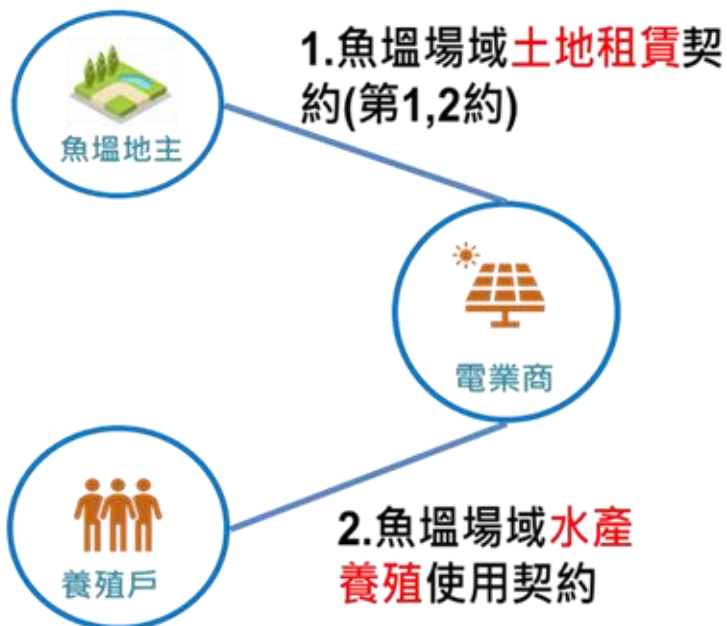 1.魚塭場域土地租賃契
約(第1,2約)
魚塭地主
電業商
2.魚塭場域水產
養殖使用契約
養殖戶